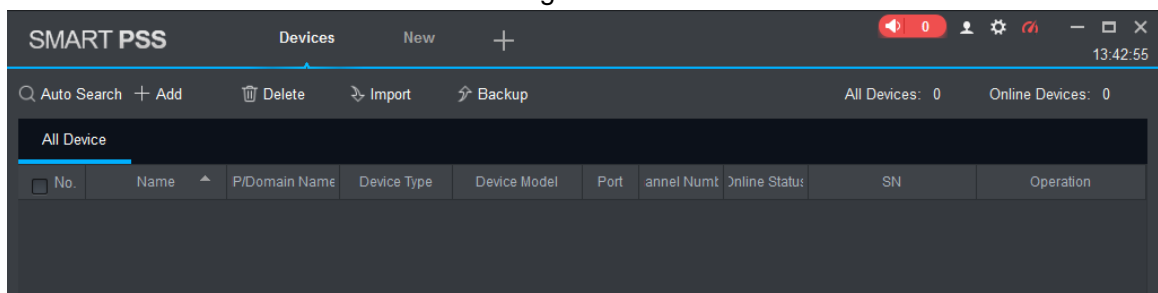 SMART PSS Devices New 0
13:42:55
Auto Search Add Delete Import Backup All Devices: 0 Online Devices: 0
All Device
No. Name P/Domain Name Device Type Device Model Port annel Numb Online Status SN Operation